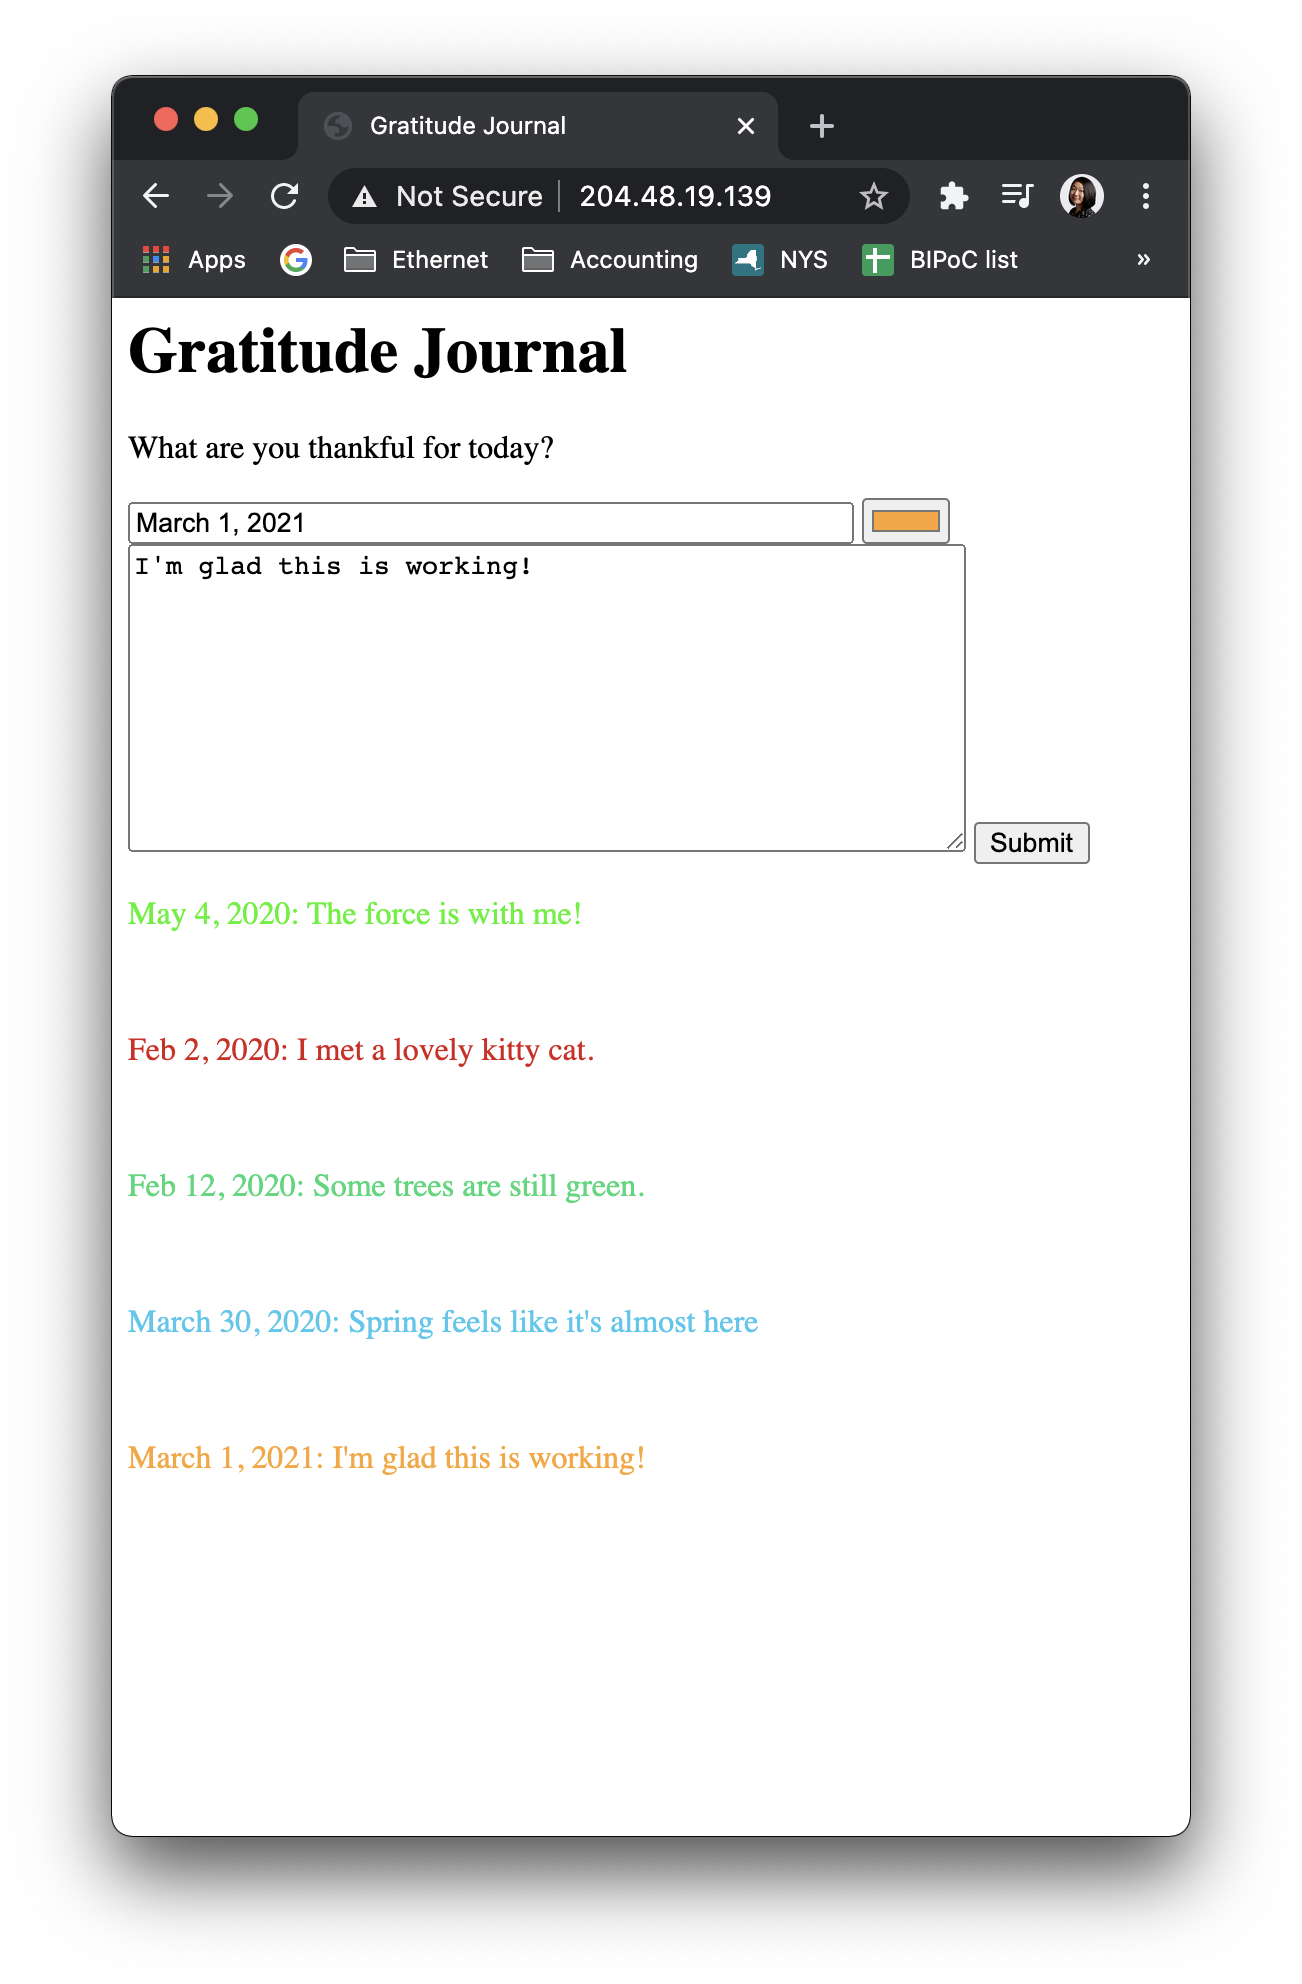 Gratitude Journal
Not Secure 204.48.19.139
Apps Ethernet Accounting NYS BIPoC list »
Gratitude Journal
What are you thankful for today?
March 1, 2021
I'm glad this is working!
Submit
May 4, 2020: The force is with me!
Feb 2, 2020: I met a lovely kitty cat.
Feb 12, 2020: Some trees are still green.
March 30, 2020: Spring feels like it's almost here
March 1, 2021: I'm glad this is working!